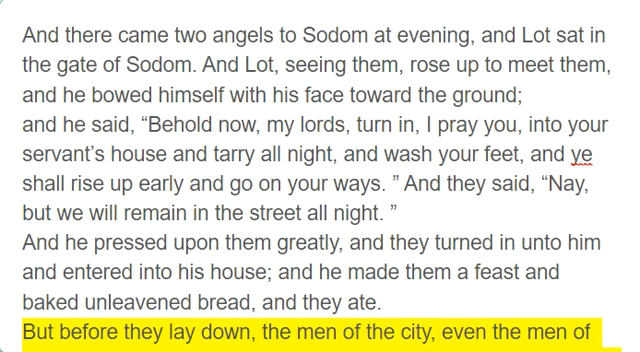 And there came two angels to Sodom at evening, and Lot sat in
the gate of Sodom. And Lot, seeing them, rose up to meet them,
and he bowed himself with his face toward the ground;
and he said, “Behold now, my lords, turn in, I pray you, into your
servant’s house and tarry all night, and wash your feet, and ye
shall rise up early and go on your ways. ” And they said, “Nay,
but we will remain in the street all night. ”
And he pressed upon them greatly, and they turned in unto him
and entered into his house; and he made them a feast and
baked unleavened bread, and they ate.
But before they lay down, the men of the city, even the men of